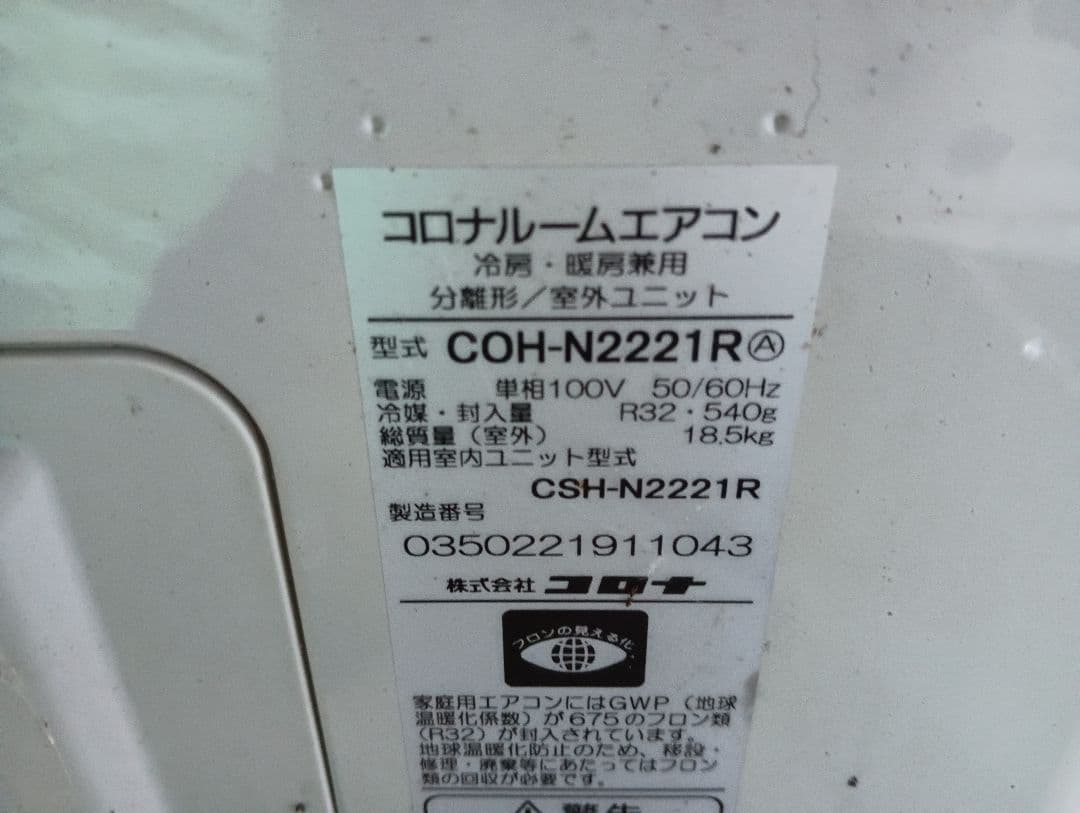 コロナルームエアコン
冷房・暖房兼用
分離形／室外ユニット
型式 COH-N2221RⒶ
電源 単相100V 50/60Hz
冷媒・封入量 R32・540g
総質量（室外） 18.5kg
適用室内ユニット型式
CSH-N2221R
製造番号
0350221911043
株式会社 コロナ
フロンの見える化
家庭用エアコンにはGWP（地球
温暖化係数）が675のフロン類
（R32）が封入されています。
地球温暖化防止のため、移設・
修理・廃棄等にあたってはフロン
類の回収が必要です。
警告